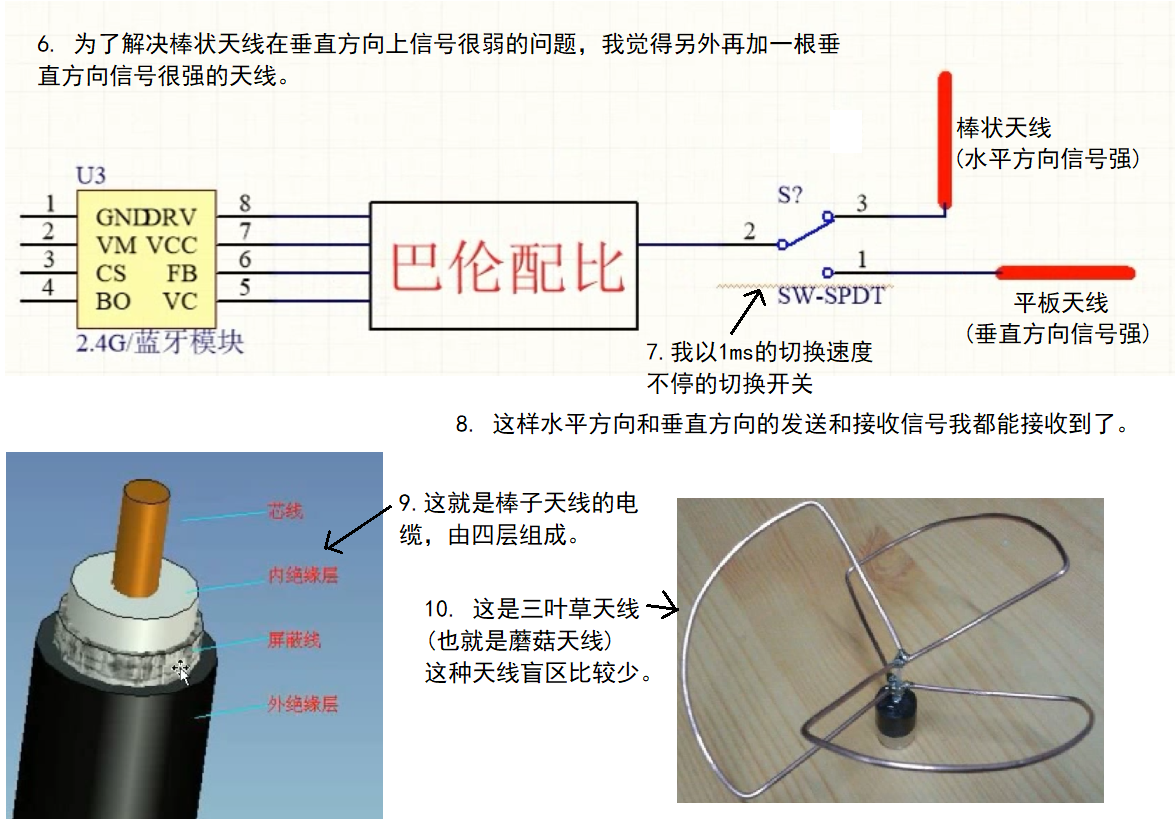 6. 为了解决棒状天线在垂直方向上信号很弱的问题，我觉得另外再加一根垂
直方向信号很强的天线。
棒状天线
(水平方向信号强)
U3
1 GND DRV 8
2 VM VCC 7
3 CS FB 6
4 BO VC 5
2.4G/蓝牙模块
巴伦配比
S?
2
3
1
SW-SPDT
平板天线
(垂直方向信号强)
7.我以1ms的切换速度
不停的切换开关
8. 这样水平方向和垂直方向的发送和接收信号我都能接收到了。
芯线
内绝缘层
屏蔽线
外绝缘层
9.这就是棒子天线的电
缆，由四层组成。
10. 这是三叶草天线
(也就是蘑菇天线)
这种天线盲区比较少。